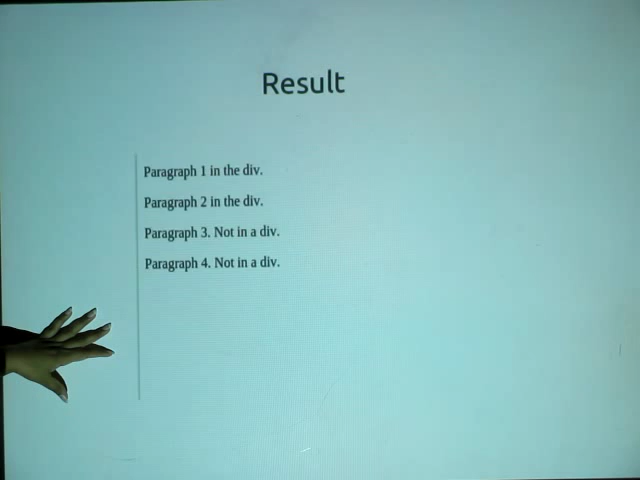 Result
Paragraph 1 in the div.
Paragraph 2 in the div.
Paragraph 3. Not in a div.
Paragraph 4. Not in a div.